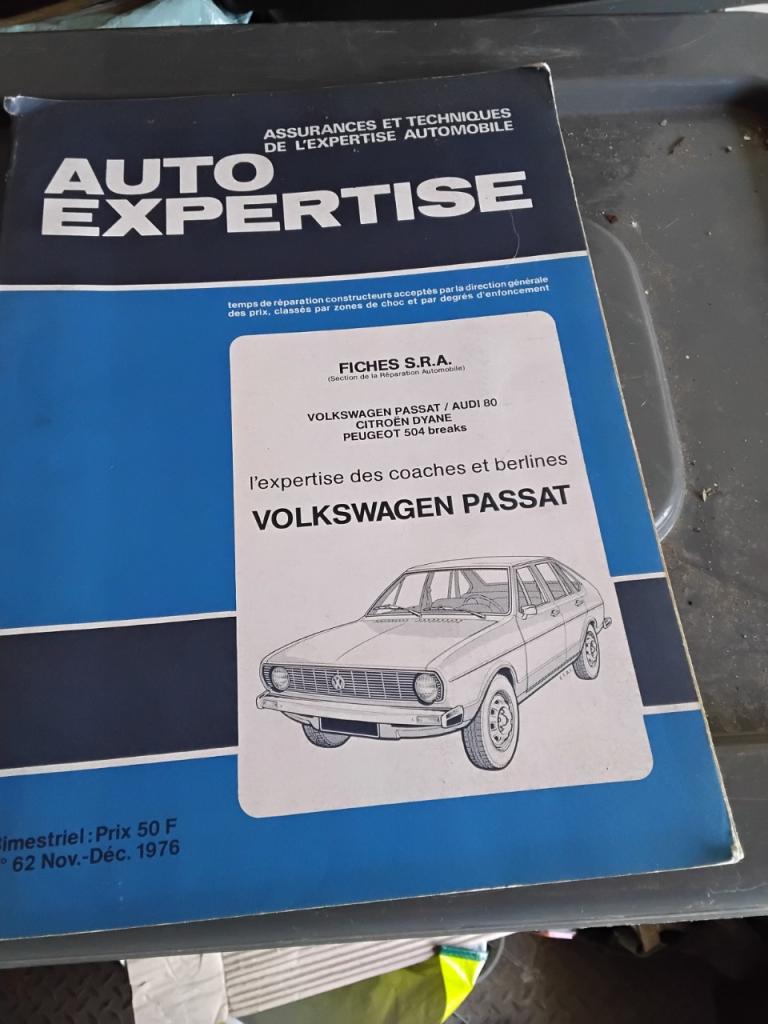 ASSURANCES ET TECHNIQUES
DE L'EXPERTISE AUTOMOBILE
AUTO
EXPERTISE
temps de réparation constructeurs acceptés par la direction générale
des prix, classés par zones de choc et par degrés d'enfoncement
FICHES S.R.A.
(Section de la Réparation Automobile)
VOLKSWAGEN PASSAT / AUDI 80
CITROËN DYANE
PEUGEOT 504 breaks
l'expertise des coaches et berlines
VOLKSWAGEN PASSAT
Bimestriel : Prix 50 F
° 62 Nov.-Déc. 1976